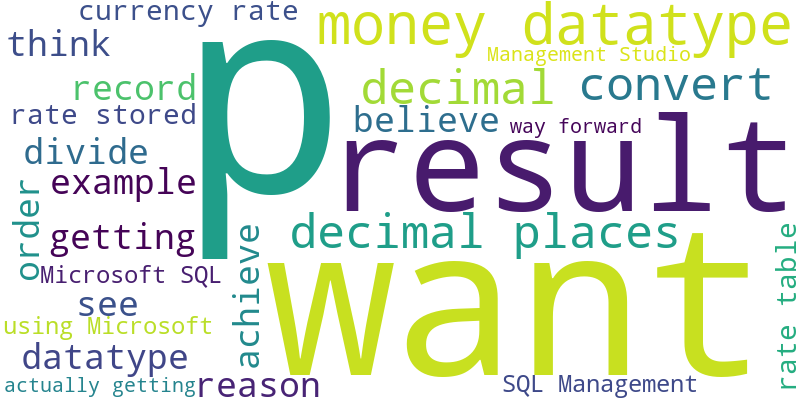 currency rate
money datatype
think
Management Studio
p
record
decimal
convert
rate stored
believe
way forward
result
divide
example
order
getting
decimal places
achieve
want
rate table
Microsoft SQL
see
using Microsoft
datatype
actually getting
reason
SQL Management